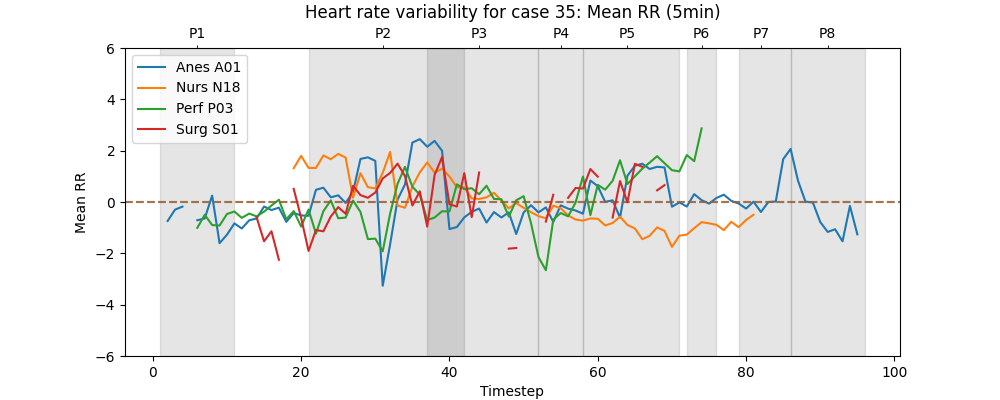 Heart rate variability for case 35: Mean RR (5min)
P1 P2 P3 P4 P5 P6 P7 P8
Anes A01
Nurs N18
Perf P03
Surg S01
Mean RR
6
4
2
0
−2
−4
−6
0 20 40 60 80 100
Timestep